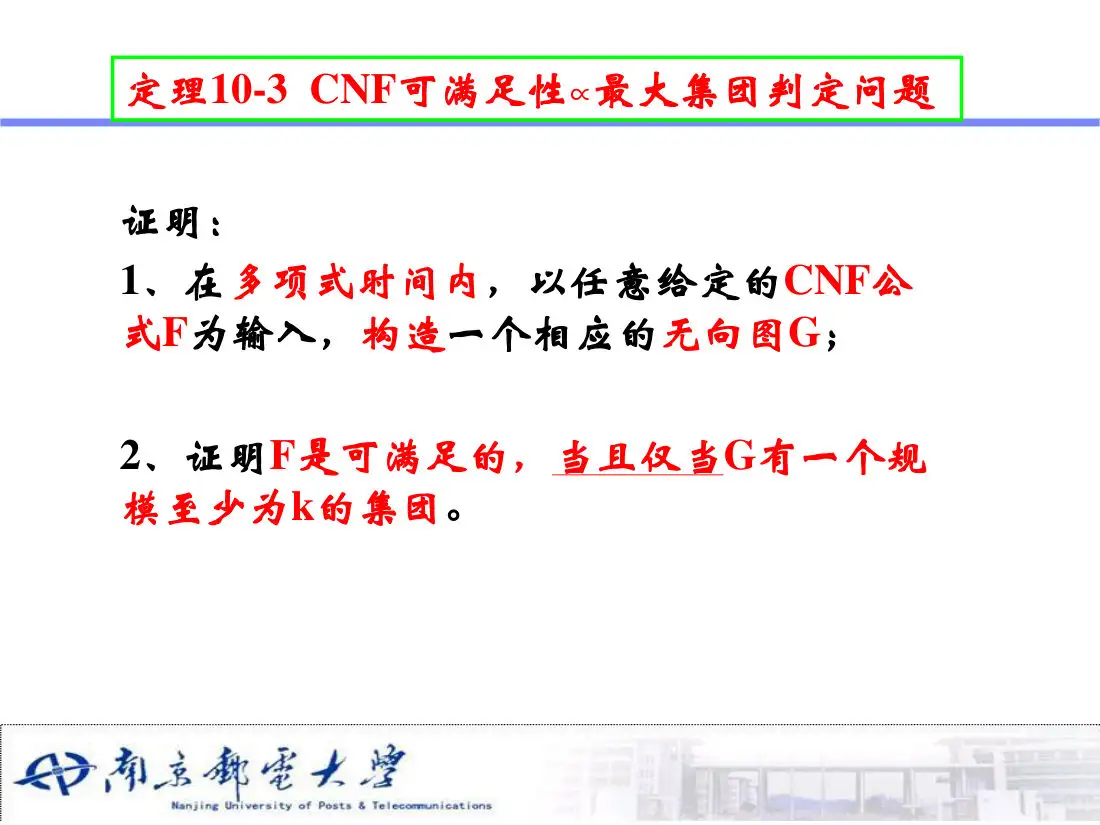 定理10-3 CNF可满足性∝最大集团判定问题
证明：
1、在多项式时间内，以任意给定的CNF公
式F为输入，构造一个相应的无向图G；
2、证明F是可满足的，当且仅当G有一个规
模至少为k的集团。
南京郵電大學
Nanjing University of Posts & Telecommunications